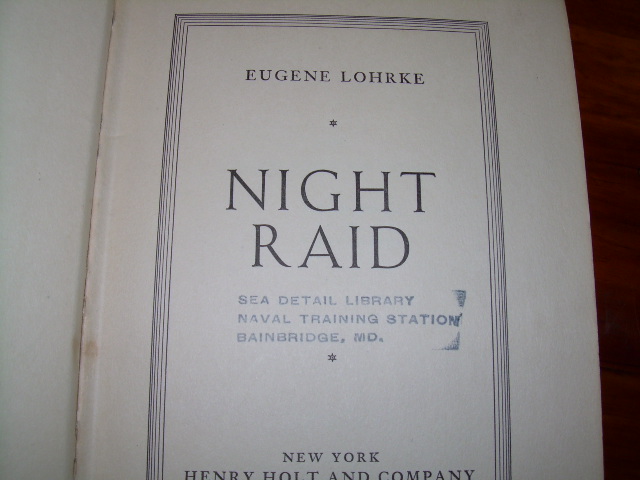 EUGENE LOHRKE
NIGHT
RAID
SEA DETAIL LIBRARY
NAVAL TRAINING STATION
BAINBRIDGE, MD.
NEW YORK
HENRY HOLT AND COMPANY